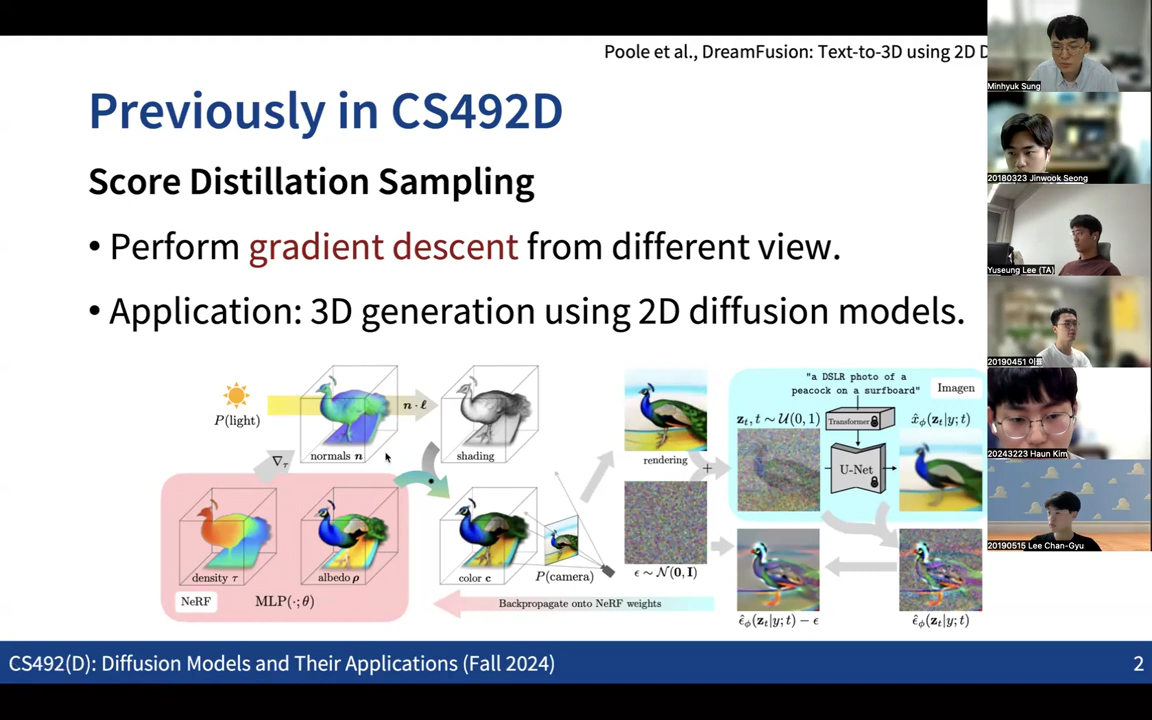 Poole et al., DreamFusion: Text-to-3D using 2D D
Previously in CS492D
Score Distillation Sampling
• Perform gradient descent from different view.
• Application: 3D generation using 2D diffusion models.
P(light)
n · ℓ
normals n
shading
∇τ
density τ
albedo ρ
NeRF
MLP(·; θ)
color c
P(camera)
rendering
+
ϵ ∼ 𝒩(0, I)
Backpropagate onto NeRF weights
"a DSLR photo of a
peacock on a surfboard"
Imagen
z_t, t ∼ 𝒰(0, 1)
Transformer
x̂_ϕ(z_t|y; t)
U-Net
ϵ̂_ϕ(z_t|y; t) − ϵ
ϵ̂_ϕ(z_t|y; t)
CS492(D): Diffusion Models and Their Applications (Fall 2024)
2
Minhyuk Sung
20180323 Jinwook Seong
Yuseung Lee (TA)
20190451 이름
20243223 Haun Kim
20190515 Lee Chan-Gyu